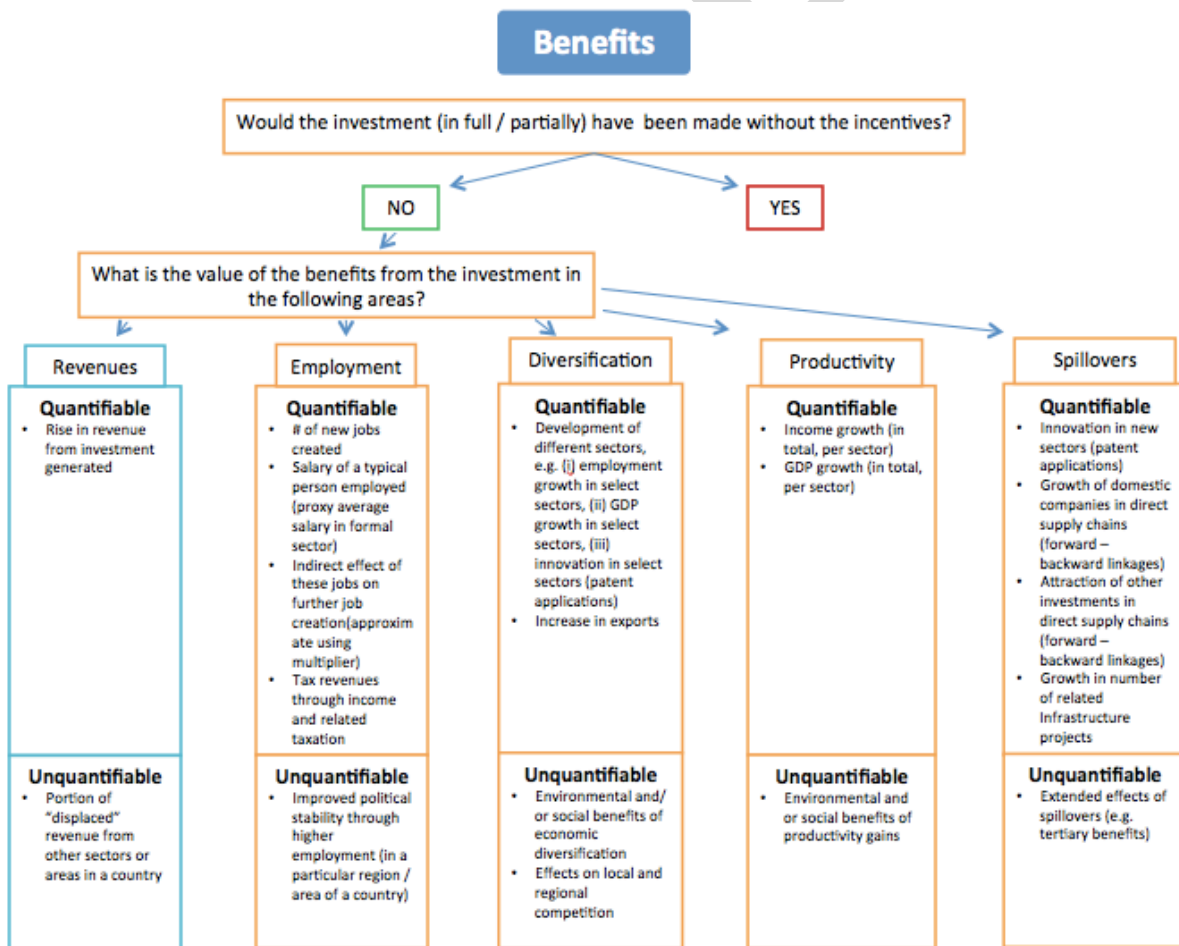 Benefits
Would the investment (in full / partially) have been made without the incentives?
NO
YES
What is the value of the benefits from the investment in
the following areas?
Revenues
Quantifiable
• Rise in revenue
from investment
generated
Unquantifiable
• Portion of
"displaced"
revenue from
other sectors or
areas in a country
Employment
Quantifiable
• # of new jobs
created
• Salary of a typical
person employed
(proxy average
salary in formal
sector)
• Indirect effect of
these jobs on
further job
creation(approxim
ate using
multiplier)
• Tax revenues
through income
and related
taxation
Unquantifiable
• Improved political
stability through
higher
employment (in a
particular region /
area of a country)
Diversification
Quantifiable
• Development of
different sectors,
e.g. (i) employment
growth in select
sectors, (ii) GDP
growth in select
sectors, (iii)
innovation in select
sectors (patent
applications)
• Increase in exports
Unquantifiable
• Environmental and/
or social benefits of
economic
diversification
• Effects on local and
regional
competition
Productivity
Quantifiable
• Income growth (in
total, per sector)
• GDP growth (in total,
per sector)
Unquantifiable
• Environmental and
or social benefits of
productivity gains
Spillovers
Quantifiable
• Innovation in new
sectors (patent
applications)
• Growth of domestic
companies in direct
supply chains
(forward –
backward linkages)
• Attraction of other
investments in
direct supply chains
(forward –
backward linkages)
• Growth in number
of related
Infrastructure
projects
Unquantifiable
• Extended effects of
spillovers (e.g.
tertiary benefits)